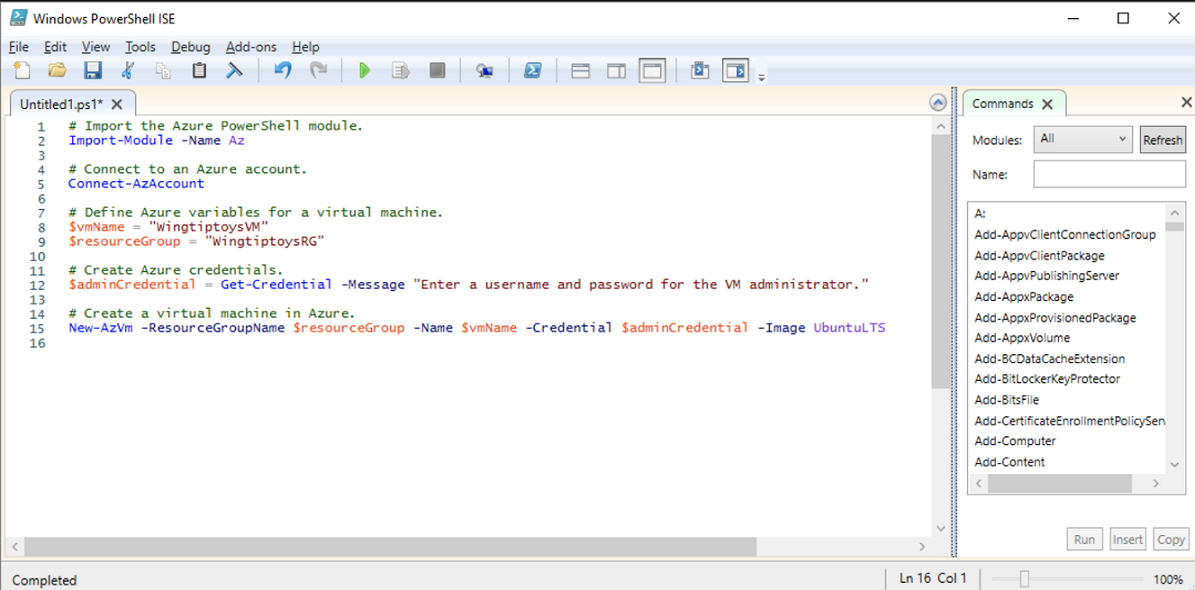 Windows PowerShell ISE
File Edit View Tools Debug Add-ons Help
Untitled1.ps1*
1 # Import the Azure PowerShell module.
2 Import-Module -Name Az
3
4 # Connect to an Azure account.
5 Connect-AzAccount
6
7 # Define Azure variables for a virtual machine.
8 $vmName = "WingtiptoysVM"
9 $resourceGroup = "WingtiptoysRG"
10
11 # Create Azure credentials.
12 $adminCredential = Get-Credential -Message "Enter a username and password for the VM administrator."
13
14 # Create a virtual machine in Azure.
15 New-AzVm -ResourceGroupName $resourceGroup -Name $vmName -Credential $adminCredential -Image UbuntuLTS
16
Commands
Modules: All Refresh
Name:
A:
Add-AppvClientConnectionGroup
Add-AppvClientPackage
Add-AppvPublishingServer
Add-AppxPackage
Add-AppxProvisionedPackage
Add-AppxVolume
Add-BCDataCacheExtension
Add-BitLockerKeyProtector
Add-BitsFile
Add-CertificateEnrollmentPolicyServ
Add-Computer
Add-Content
Run Insert Copy
Completed
Ln 16 Col 1
100%